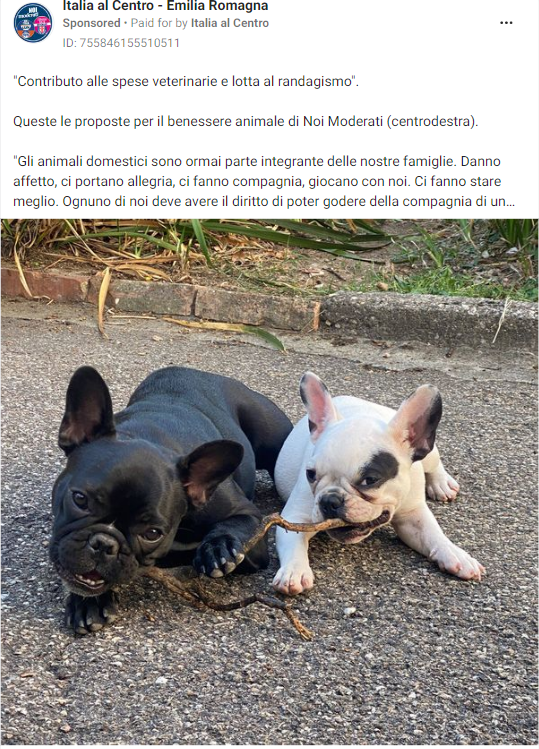 Italia al Centro - Emilia Romagna
Sponsored • Paid for by Italia al Centro
ID: 755846155510511
"Contributo alle spese veterinarie e lotta al randagismo".
Queste le proposte per il benessere animale di Noi Moderati (centrodestra).
"Gli animali domestici sono ormai parte integrante delle nostre famiglie. Danno
affetto, ci portano allegria, ci fanno compagnia, giocano con noi. Ci fanno stare
meglio. Ognuno di noi deve avere il diritto di poter godere della compagnia di un...
NOI